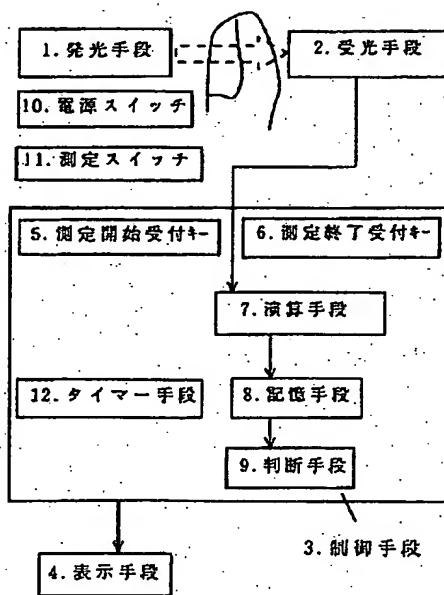 1.発光手段
2.受光手段
10.電源スイッチ
11.測定スイッチ
5.測定開始受付キー
6.測定終了受付キー
7.演算手段
12.タイマー手段
8.記憶手段
9.判断手段
3.制御手段
4.表示手段